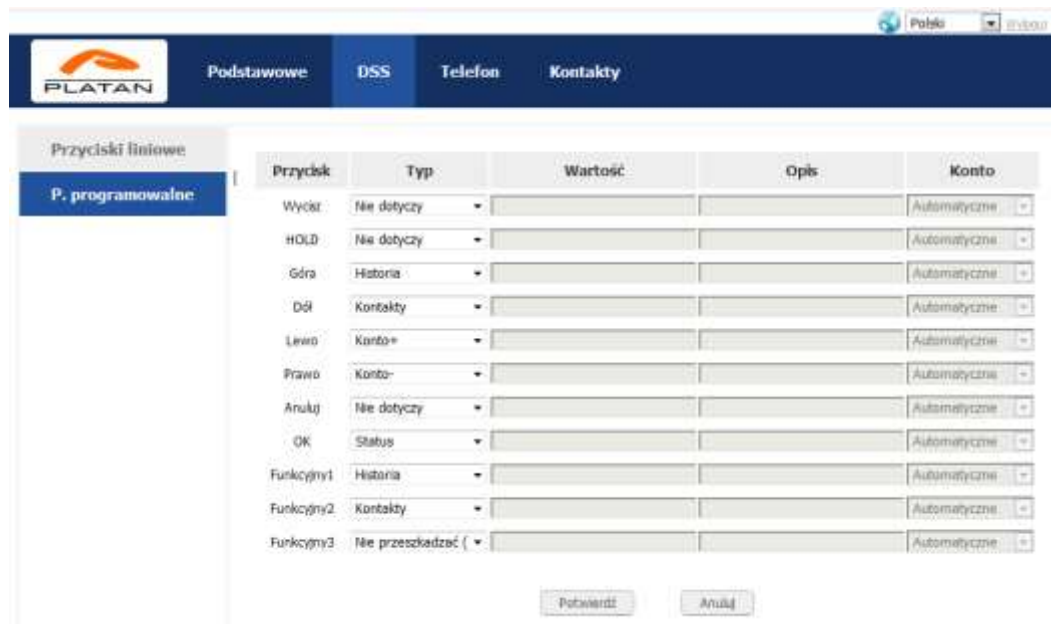 Polski Wyloguj
PLATAN
Podstawowe DSS Telefon Kontakty
Przyciski liniowe
P. programowalne
Przycisk Typ Wartość Opis Konto
Wycisz Nie dotyczy Automatyczne
HOLD Nie dotyczy Automatyczne
Góra Historia Automatyczne
Dół Kontakty Automatyczne
Lewo Konto+ Automatyczne
Prawo Konto- Automatyczne
Anuluj Nie dotyczy Automatyczne
OK Status Automatyczne
Funkcyjny1 Historia Automatyczne
Funkcyjny2 Kontakty Automatyczne
Funkcyjny3 Nie przeszkadzać ( Automatyczne
Potwierdź Anuluj